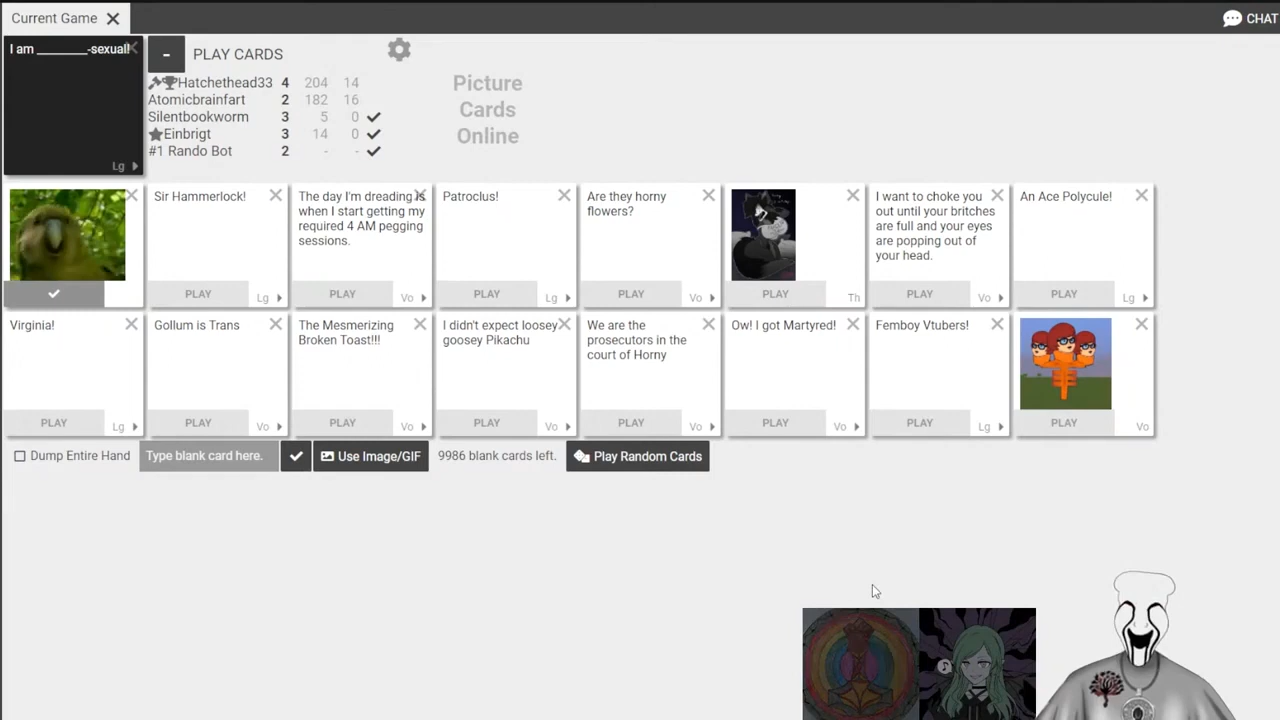 Current Game
CHAT
I am ________-sexual!
Lg
-
PLAY CARDS
Hatchethead33 4 204 14
Atomicbrainfart 2 182 16
Silentbookworm 3 5 0
Einbrigt 3 14 0
#1 Rando Bot 2 - -
Picture
Cards
Online
Sir Hammerlock!
PLAY
Lg
The day I'm dreading is
when I start getting my
required 4 AM pegging
sessions.
PLAY
Vo
Patroclus!
PLAY
Lg
Are they horny
flowers?
PLAY
Vo
PLAY
Th
I want to choke you
out until your britches
are full and your eyes
are popping out of
your head.
PLAY
Vo
An Ace Polycule!
PLAY
Lg
Virginia!
PLAY
Lg
Gollum is Trans
PLAY
Vo
The Mesmerizing
Broken Toast!!!
PLAY
Vo
I didn't expect loosey
goosey Pikachu
PLAY
Vo
We are the
prosecutors in the
court of Horny
PLAY
Vo
Ow! I got Martyred!
PLAY
Vo
Femboy Vtubers!
PLAY
Lg
PLAY
Vo
Dump Entire Hand
Type blank card here.
Use Image/GIF
9986 blank cards left.
Play Random Cards